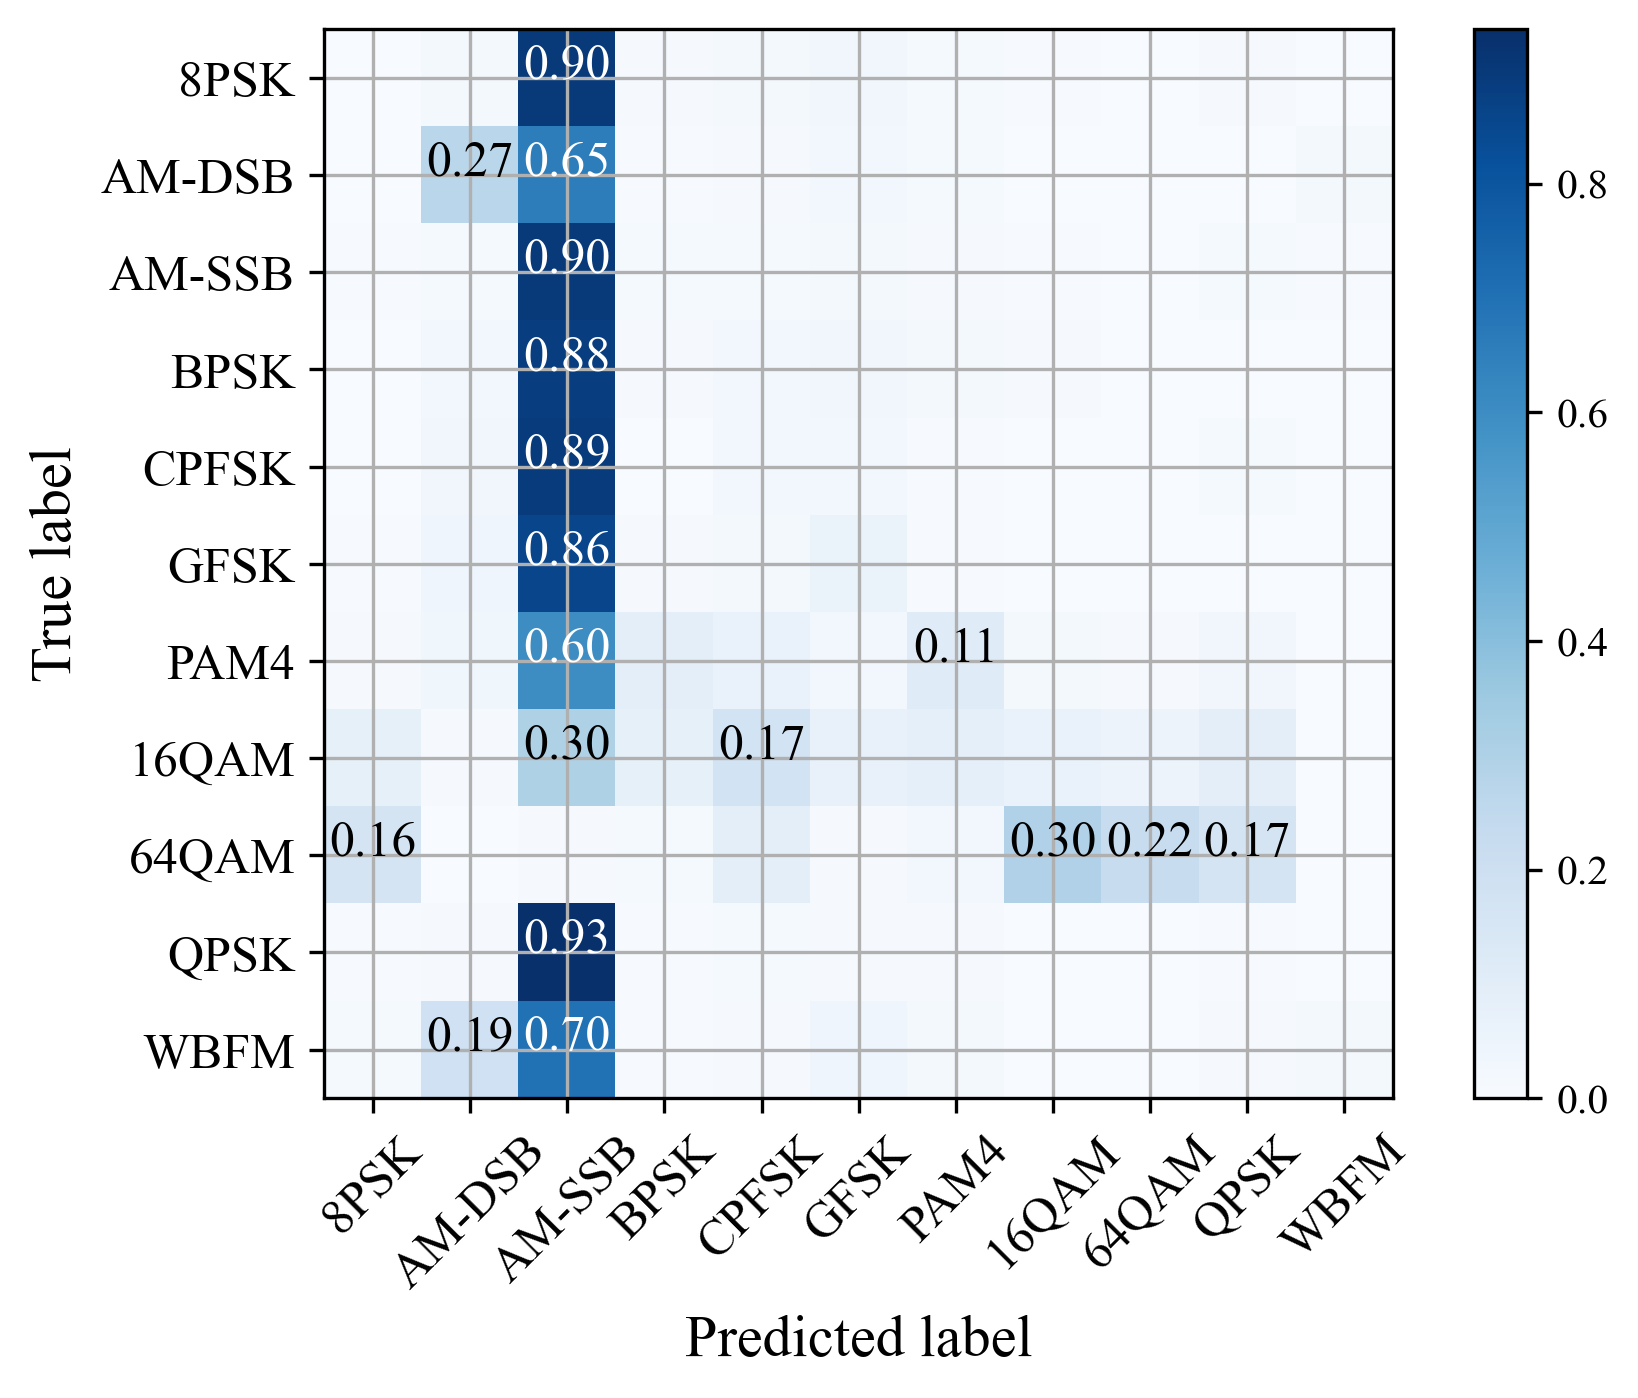 True label
8PSK 0.90
AM-DSB 0.27 0.65
AM-SSB 0.90
BPSK 0.88
CPFSK 0.89
GFSK 0.86
PAM4 0.60 0.11
16QAM 0.30 0.17
64QAM 0.16 0.30 0.22 0.17
QPSK 0.93
WBFM 0.19 0.70
8PSK AM-DSB AM-SSB BPSK CPFSK GFSK PAM4 16QAM 64QAM QPSK WBFM
Predicted label
0.8
0.6
0.4
0.2
0.0